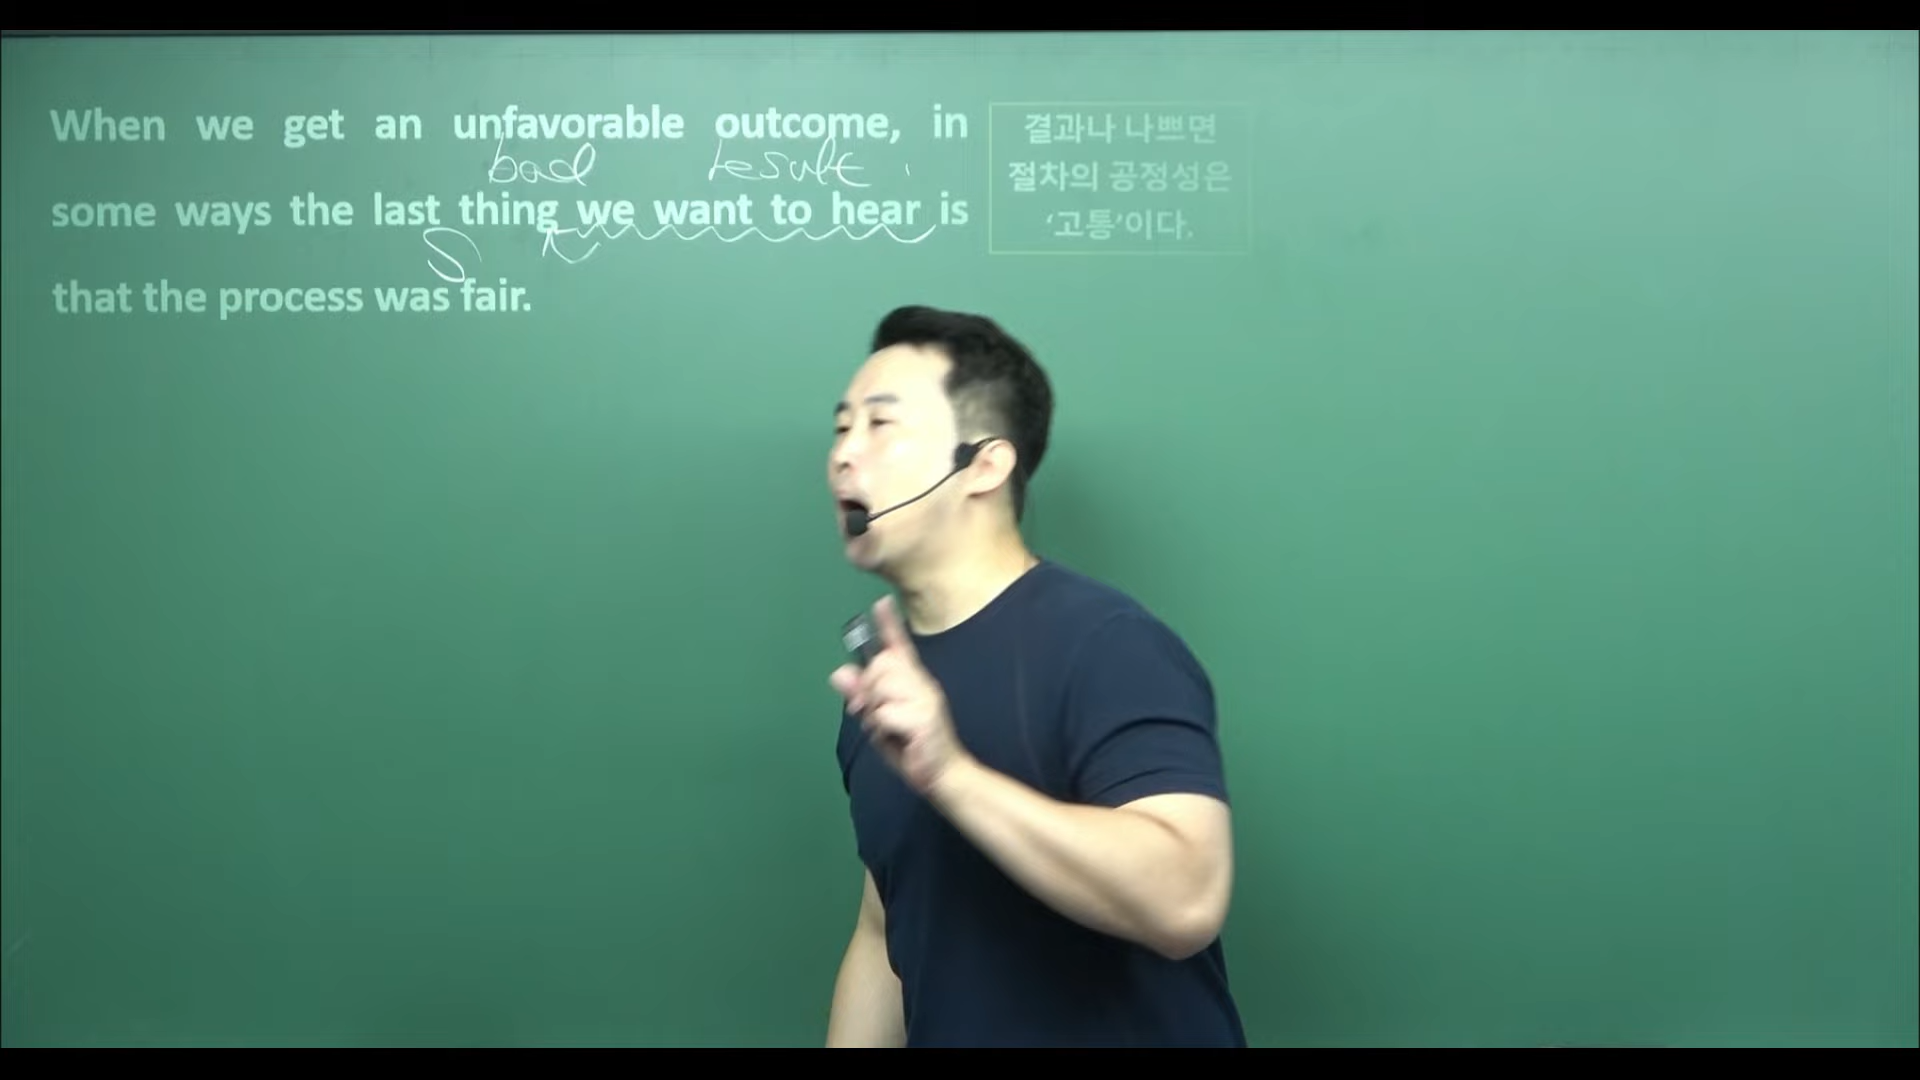 When we get an unfavorable outcome, in
bad result.
some ways the last thing we want to hear is
S
that the process was fair.
결과나 나쁘면
절차의 공정성은
‘고통’이다.